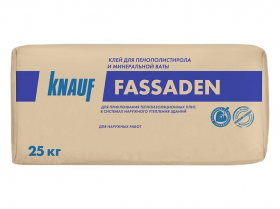 КЛЕЙ ДЛЯ ПЕНОПОЛИСТИРОЛА
И МИНЕРАЛЬНОЙ ВАТЫ
KNAUF FASSADEN
ДЛЯ ПРИКЛЕИВАНИЯ ТЕПЛОИЗОЛЯЦИОННЫХ ПЛИТ
В СИСТЕМАХ НАРУЖНОГО УТЕПЛЕНИЯ ЗДАНИЙ
ДЛЯ НАРУЖНЫХ РАБОТ
25 кг